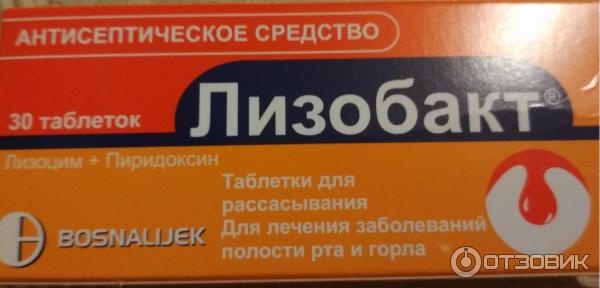 АНТИСЕПТИЧЕСКОЕ СРЕДСТВО
30 таблеток
Лизобакт®
Лизоцим + Пиридоксин
Таблетки для
рассасывания
Для лечения заболеваний
полости рта и горла
BOSNALIJEK
ОТЗОВИК